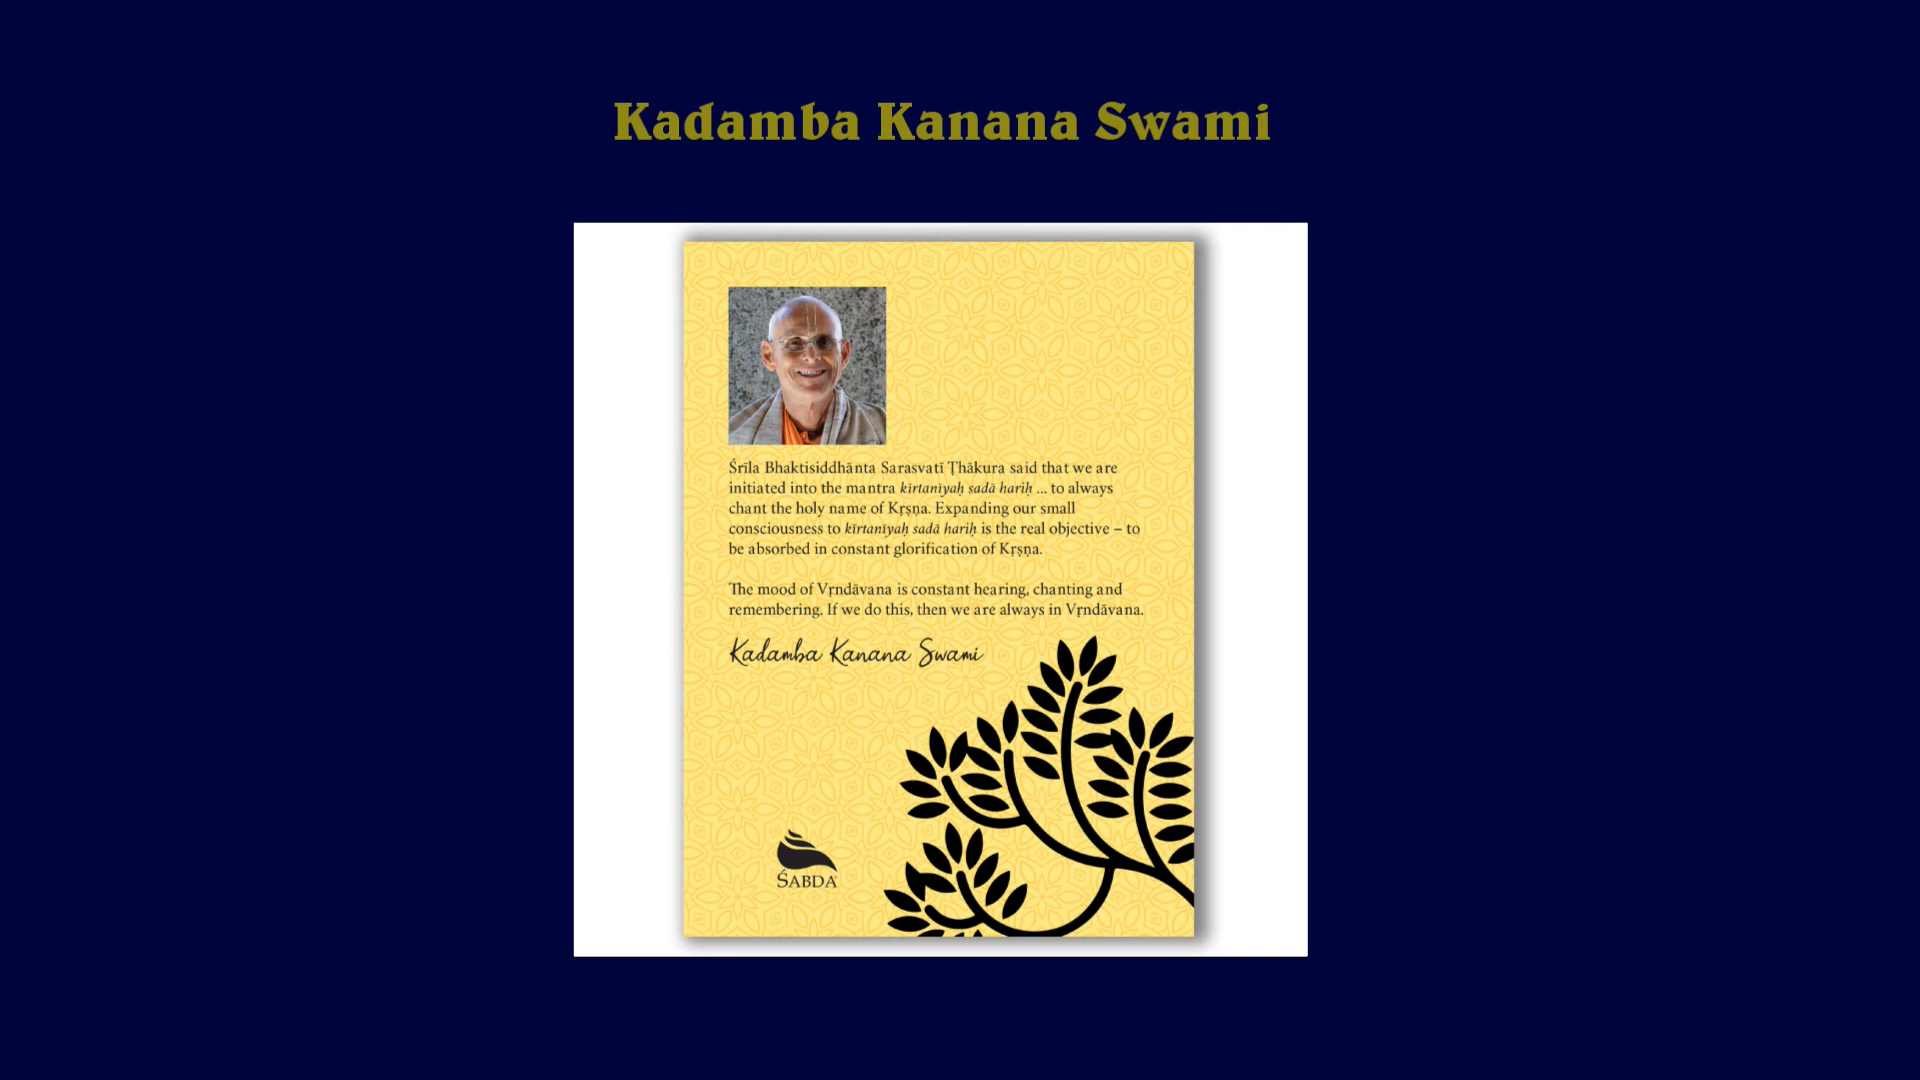 Kadamba Kanana Swami
Śrīla Bhaktisiddhānta Sarasvatī Ṭhākura said that we are
initiated into the mantra kīrtanīyaḥ sadā hariḥ ... to always
chant the holy name of Kṛṣṇa. Expanding our small
consciousness to kīrtanīyaḥ sadā hariḥ is the real objective – to
be absorbed in constant glorification of Kṛṣṇa.
The mood of Vṛndāvana is constant hearing, chanting and
remembering. If we do this, then we are always in Vṛndāvana.
Kadamba Kanana Swami
ŚABDA